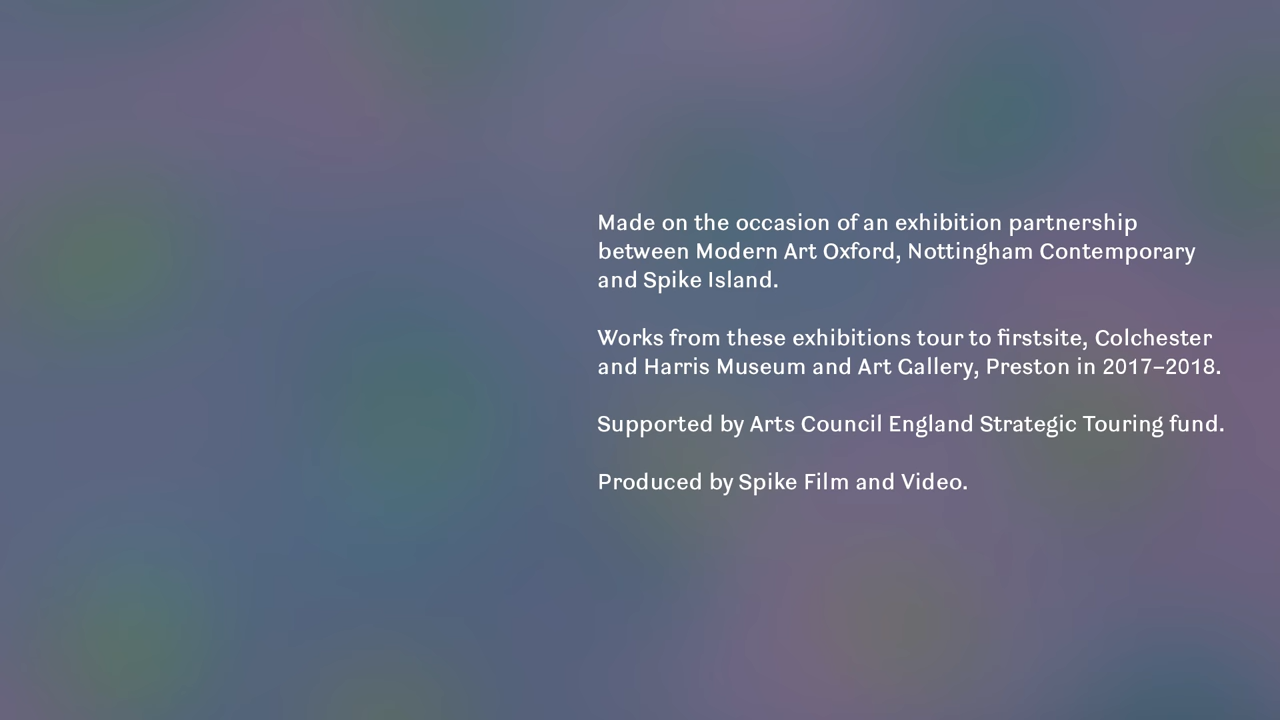 Made on the occasion of an exhibition partnership
between Modern Art Oxford, Nottingham Contemporary
and Spike Island.
Works from these exhibitions tour to firstsite, Colchester
and Harris Museum and Art Gallery, Preston in 2017–2018.
Supported by Arts Council England Strategic Touring fund.
Produced by Spike Film and Video.